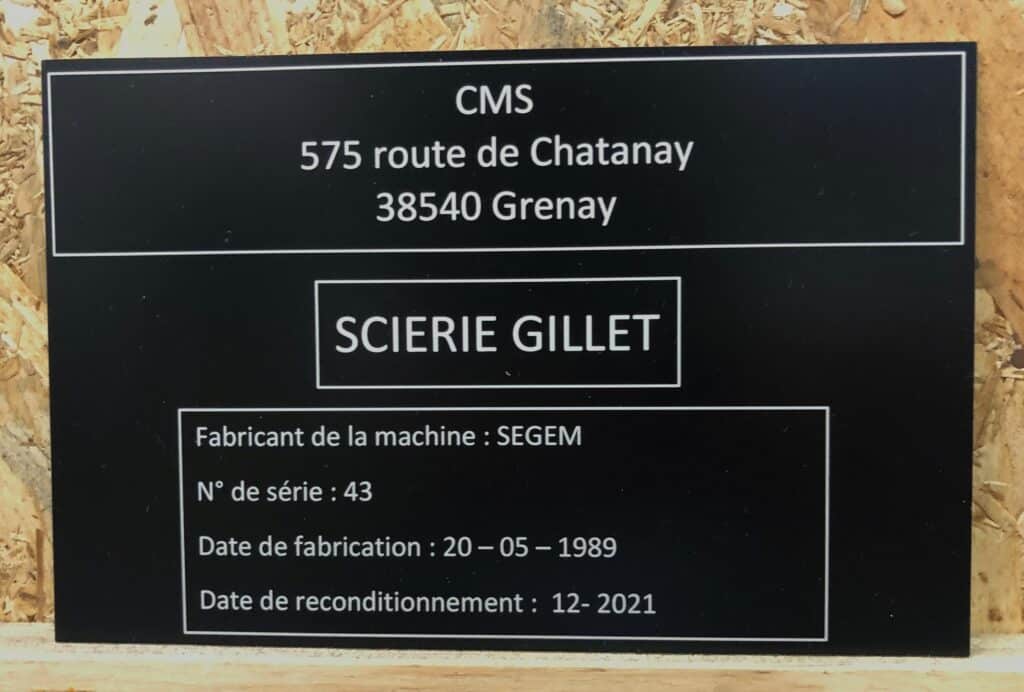 CMS
575 route de Chatanay
38540 Grenay
SCIERIE GILLET
Fabricant de la machine : SEGEM
N° de série : 43
Date de fabrication : 20 – 05 – 1989
Date de reconditionnement :  12- 2021